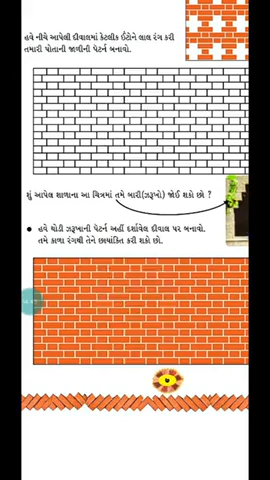 હવે નીચે આપેલી દીવાલમાં કેટલીક ઈંટોને લાલ રંગ કરી
તમારી પોતાની જાળીની પેટર્ન બનાવો.
શું આપેલ શાળાના આ ચિત્રમાં તમે બારી(ઝરૂખો) જોઈ શકો છો ?
• હવે થોડી ઝરૂખાની પેટર્ન અહીં દર્શાવેલ દીવાલ પર બનાવો.
તમે કાળા રંગથી તેને છાયાંકિત કરી શકો છો.